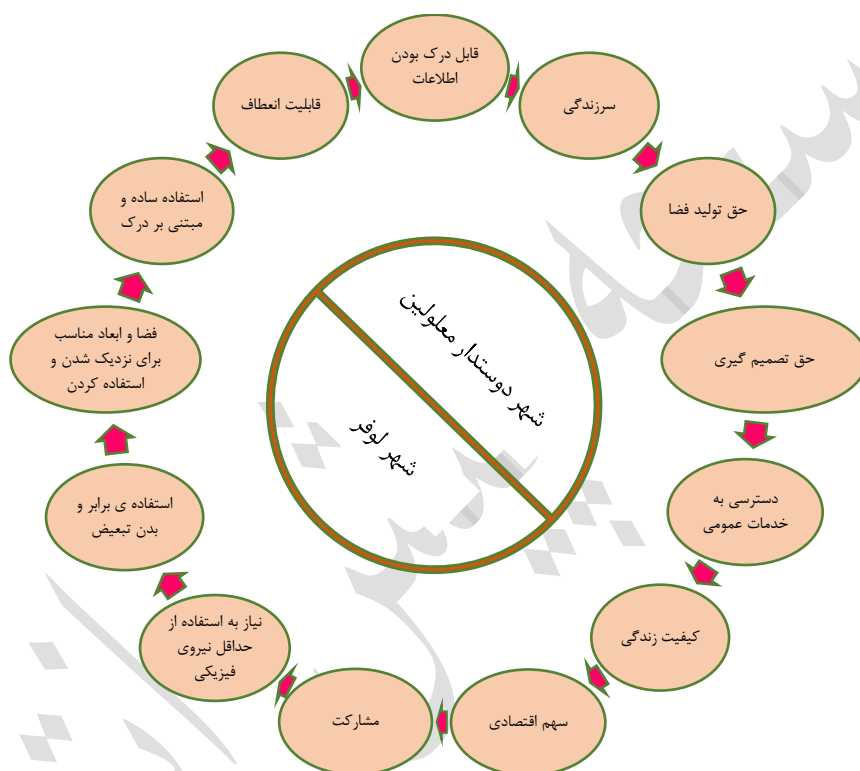 قابل درک بودن
اطلاعات
سرزندگی
حق تولید فضا
حق تصمیم گیری
دسترسی به
خدمات عمومی
کیفیت زندگی
سهم اقتصادی
مشارکت
نیاز به استفاده از
حداقل نیروی
فیزیکی
استفاده ی برابر و
بدن تبعیض
فضا و ابعاد مناسب
برای نزدیک شدن و
استفاده کردن
استفاده ساده و
مبتنی بر درک
قابلیت انعطاف
شهر دوستدار معلولین
شهر لوفر